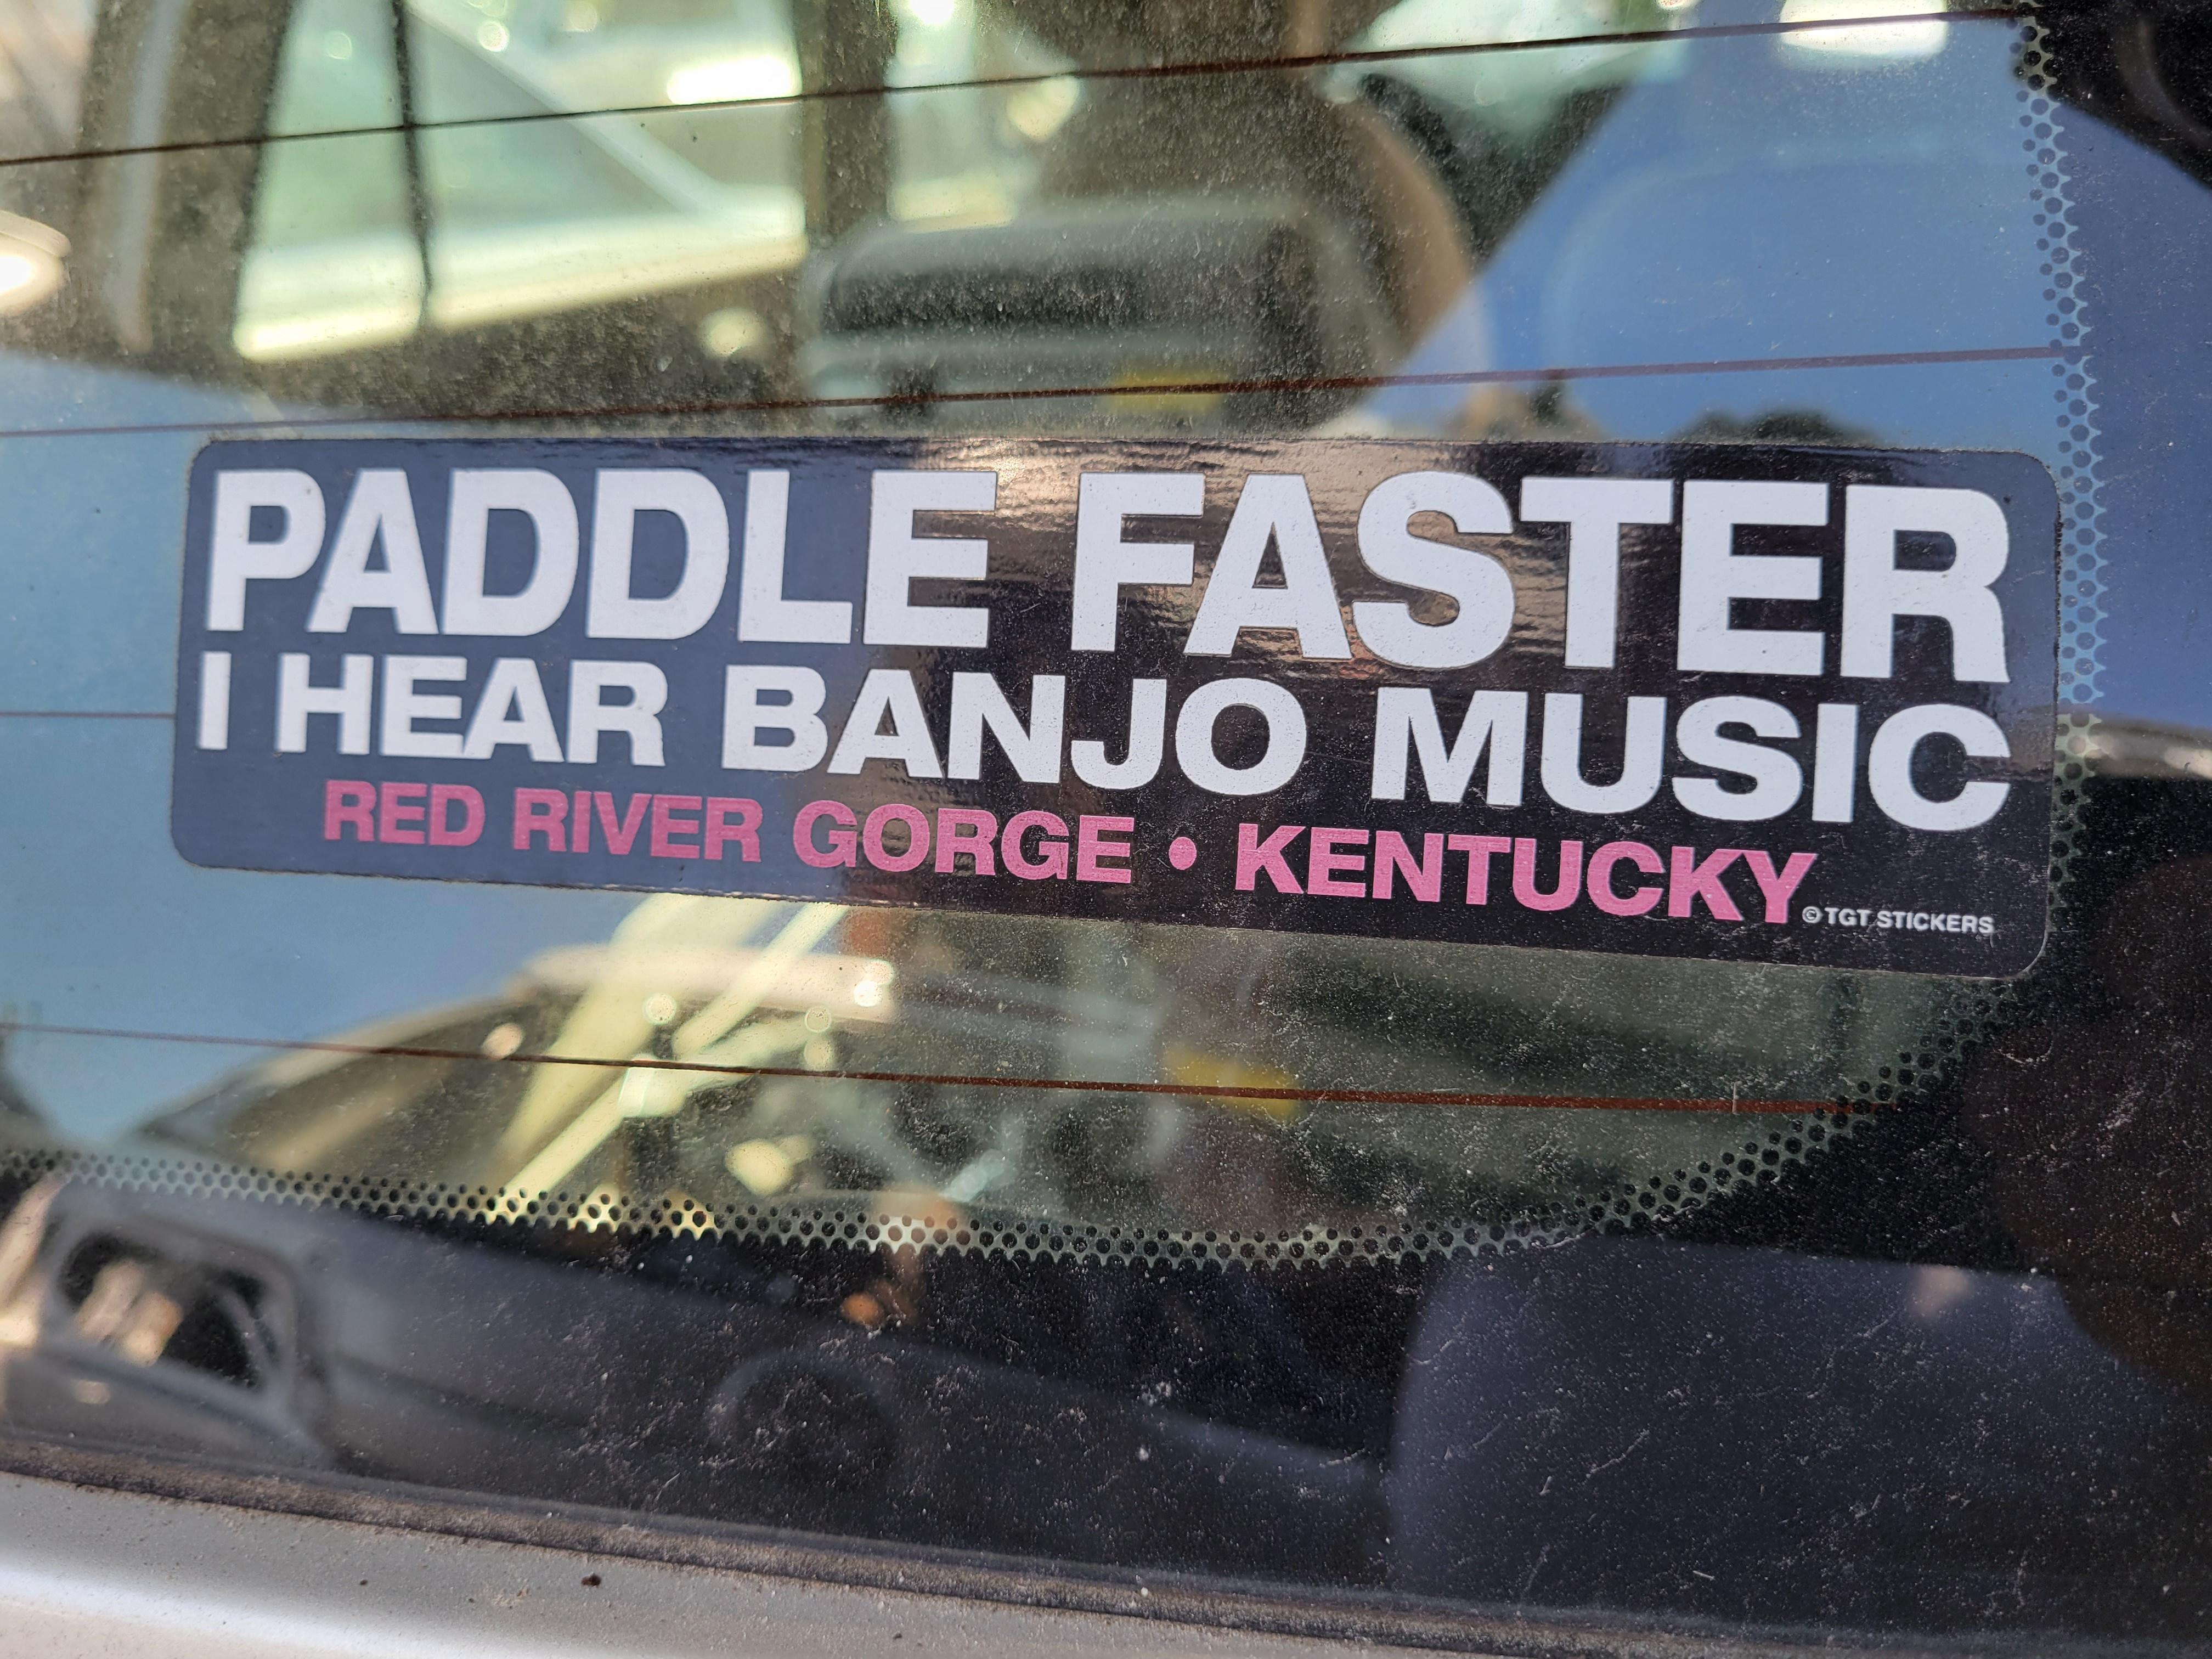 PADDLE FASTER
I HEAR BANJO MUSIC
RED RIVER GORGE • KENTUCKY
© TGT STICKERS